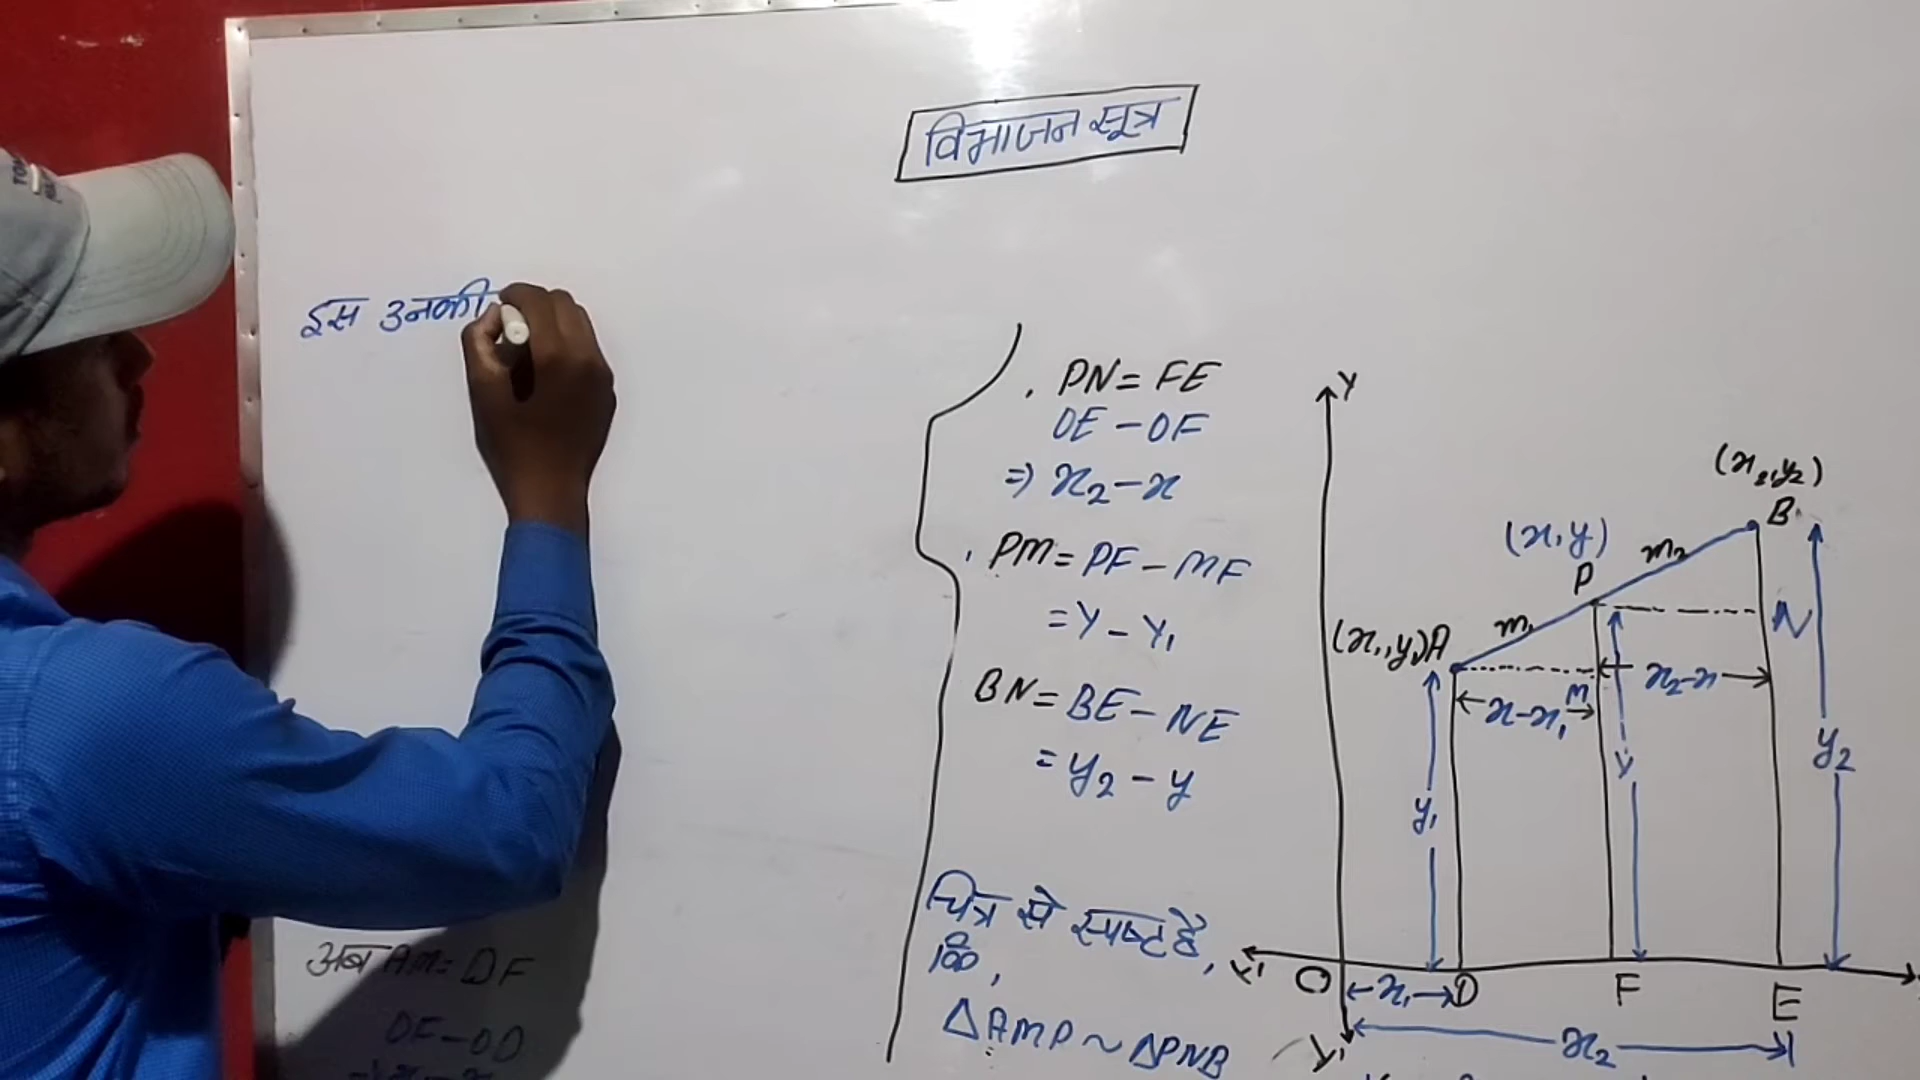 विभाजन सूत्र
इस उनकी
अब AM = DF
OF - OD
. PN = FE
OE - OF
⇒ x₂ - x
. PM = PF - MF
= Y - Y₁
BN = BE - NE
= y₂ - y
चित्र से स्पष्ट है,
कि,
Δ AMP ~ ΔPNB
Y
(x₂, y₂)
B
(x, y)
P
m₂
m₁
N
(x₁, y₁) A
M
x₂-x
x-x₁
y₂
y
y₁
X'
O
x₁
D
F
E
x₂
Y'